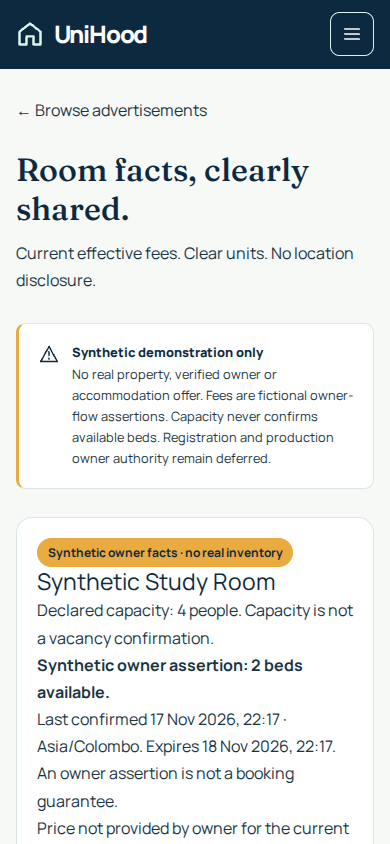 UniHood
← Browse advertisements
Room facts, clearly
shared.
Current effective fees. Clear units. No location
disclosure.
Synthetic demonstration only
No real property, verified owner or
accommodation offer. Fees are fictional owner-
flow assertions. Capacity never confirms
available beds. Registration and production
owner authority remain deferred.
Synthetic owner facts · no real inventory
Synthetic Study Room
Declared capacity: 4 people. Capacity is not
a vacancy confirmation.
Synthetic owner assertion: 2 beds
available.
Last confirmed 17 Nov 2026, 22:17 ·
Asia/Colombo. Expires 18 Nov 2026, 22:17.
An owner assertion is not a booking
guarantee.
Price not provided by owner for the current